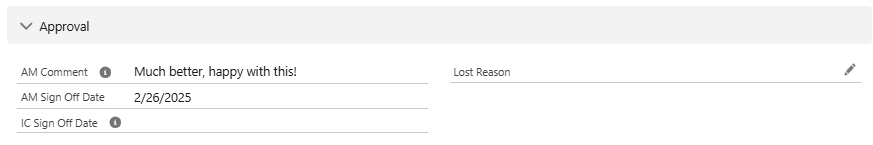 Approval
AM Comment Much better, happy with this!
AM Sign Off Date 2/26/2025
IC Sign Off Date
Lost Reason